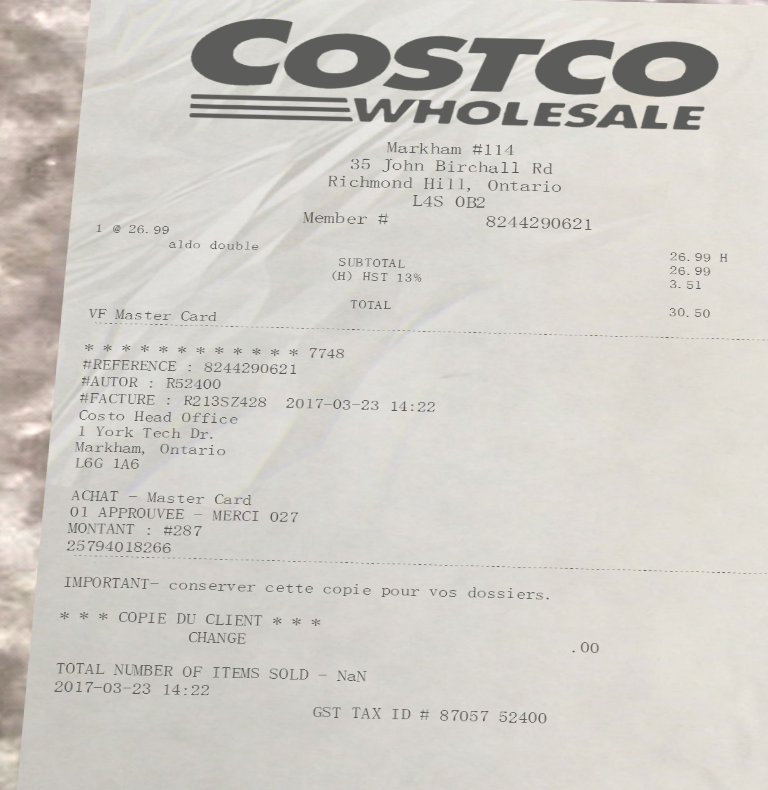 COSTCO
WHOLESALE
Markham #114
35 John Birchall Rd
Richmond Hill, Ontario
L4S 0B2
Member # 8244290621
1 @ 26.99
aldo double 26.99 H
SUBTOTAL 26.99
(H) HST 13% 3.51
TOTAL 30.50
VF Master Card
* * * * * * * * * * * * 7748
#REFERENCE : 8244290621
#AUTOR : R52400
#FACTURE : R213SZ428 2017-03-23 14:22
Costo Head Office
1 York Tech Dr.
Markham, Ontario
L6G 1A6
ACHAT - Master Card
01 APPROUVEE - MERCI 027
MONTANT : #287
25794018266
IMPORTANT- conserver cette copie pour vos dossiers.
* * * COPIE DU CLIENT * * *
CHANGE .00
TOTAL NUMBER OF ITEMS SOLD - NaN
2017-03-23 14:22
GST TAX ID # 87057 52400